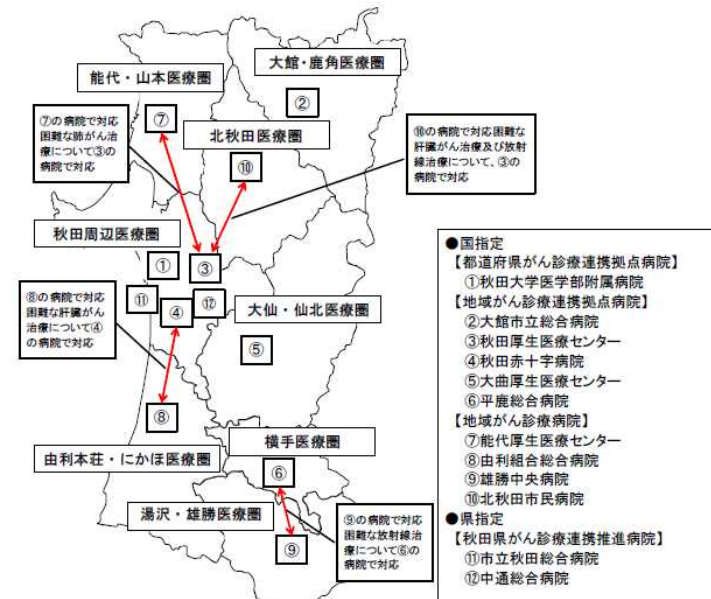 大館・鹿角医療圏
②
能代・山本医療圏
⑦
⑦の病院で対応
困難な肺がん治
療について③の
病院で対応
北秋田医療圏
⑩
⑩の病院で対応困難な
肝臓がん治療及び放射
線治療について、③の
病院で対応
秋田周辺医療圏
①
③
⑪
④
⑫
⑧の病院で対応
困難な肝臓がん
治療について④
の病院で対応
大仙・仙北医療圏
⑤
⑧
由利本荘・にかほ医療圏
横手医療圏
⑥
湯沢・雄勝医療圏
⑨
⑨の病院で対応
困難な放射線治
療について⑥の
病院で対応
●国指定
【都道府県がん診療連携拠点病院】
①秋田大学医学部附属病院
【地域がん診療連携拠点病院】
②大館市立総合病院
③秋田厚生医療センター
④秋田赤十字病院
⑤大曲厚生医療センター
⑥平鹿総合病院
【地域がん診療病院】
⑦能代厚生医療センター
⑧由利組合総合病院
⑨雄勝中央病院
⑩北秋田市民病院
●県指定
【秋田県がん診療連携推進病院】
⑪市立秋田総合病院
⑫中通総合病院